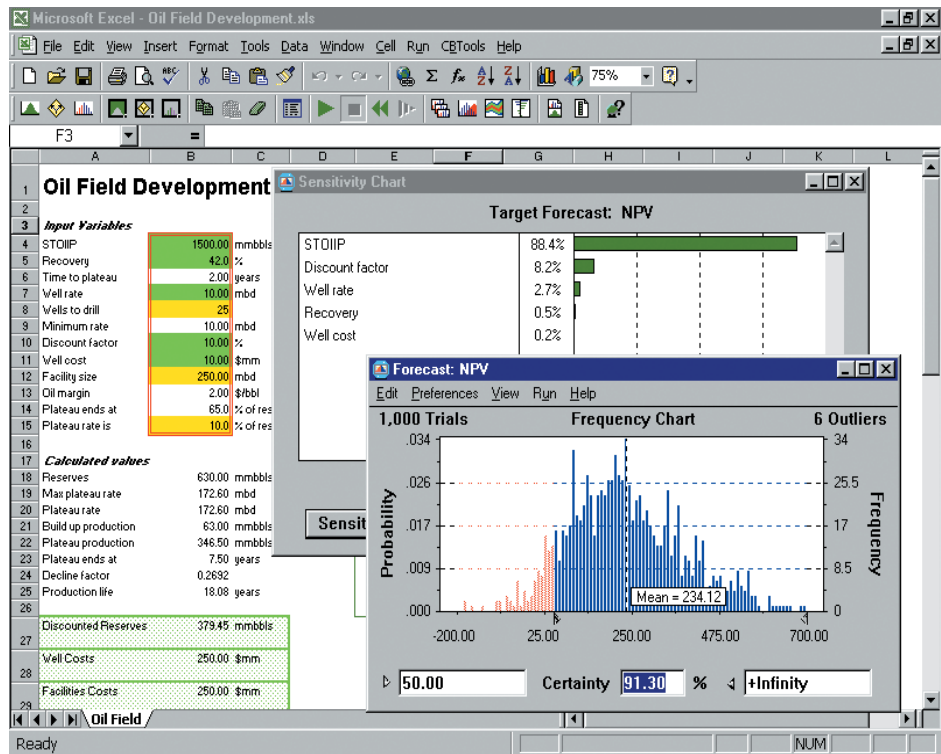 Microsoft Excel - Oil Field Development.xls
File Edit View Insert Format Tools Data Window Cell Run CBTools Help
ABC Σ fx A Z Z A 75% ?
F3 =
A B C D E F G H I J K L
1 Oil Field Development
2
3 Input Variables
4 STOIIP 1500.00 mmbbls
5 Recovery 42.0 %
6 Time to plateau 2.00 years
7 Well rate 10.00 mbd
8 Wells to drill 25
9 Minimum rate 10.00 mbd
10 Discount factor 10.00 %
11 Well cost 10.00 $mm
12 Facility size 250.00 mbd
13 Oil margin 2.00 $/bbl
14 Plateau ends at 65.0 % of res
15 Plateau rate is 10.0 % of res
16
17 Calculated values
18 Reserves 630.00 mmbbls
19 Max plateau rate 172.60 mbd
20 Plateau rate 172.60 mbd
21 Build up production 63.00 mmbbls
22 Plateau production 346.50 mmbbls
23 Plateau ends at 7.50 years
24 Decline factor 0.2692
25 Production life 18.08 years
26
27 Discounted Reserves 379.45 mmbbls
28 Well Costs 250.00 $mm
29 Facilities Costs 250.00 $mm
Sensitivity Chart
Target Forecast: NPV
STOIIP 88.4%
Discount factor 8.2%
Well rate 2.7%
Recovery 0.5%
Well cost 0.2%
Sensit
Forecast: NPV
Edit Preferences View Run Help
1,000 Trials Frequency Chart 6 Outliers
Probability
.034
.026
.017
.009
.000
34
25.5
17
8.5
0
Frequency
Mean = 234.12
-200.00 25.00 250.00 475.00 700.00
50.00 Certainty 91.30 % +Infinity
Oil Field
Ready NUM